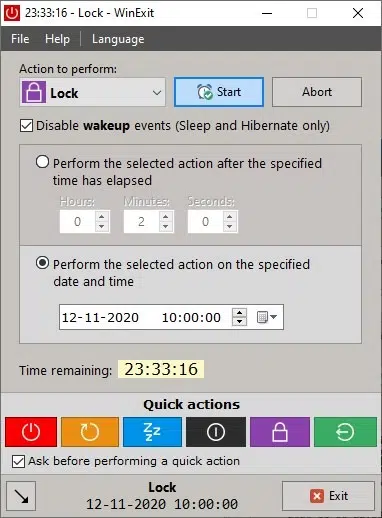 23:33:16 - Lock - WinExit
File Help Language
Action to perform:
Lock Start Abort
Disable wakeup events (Sleep and Hibernate only)
Perform the selected action after the specified
time has elapsed
Hours: Minutes: Seconds:
0 2 0
Perform the selected action on the specified
date and time
12-11-2020 10:00:00
Time remaining: 23:33:16
Quick actions
Zzz
Ask before performing a quick action
Lock
12-11-2020 10:00:00
Exit